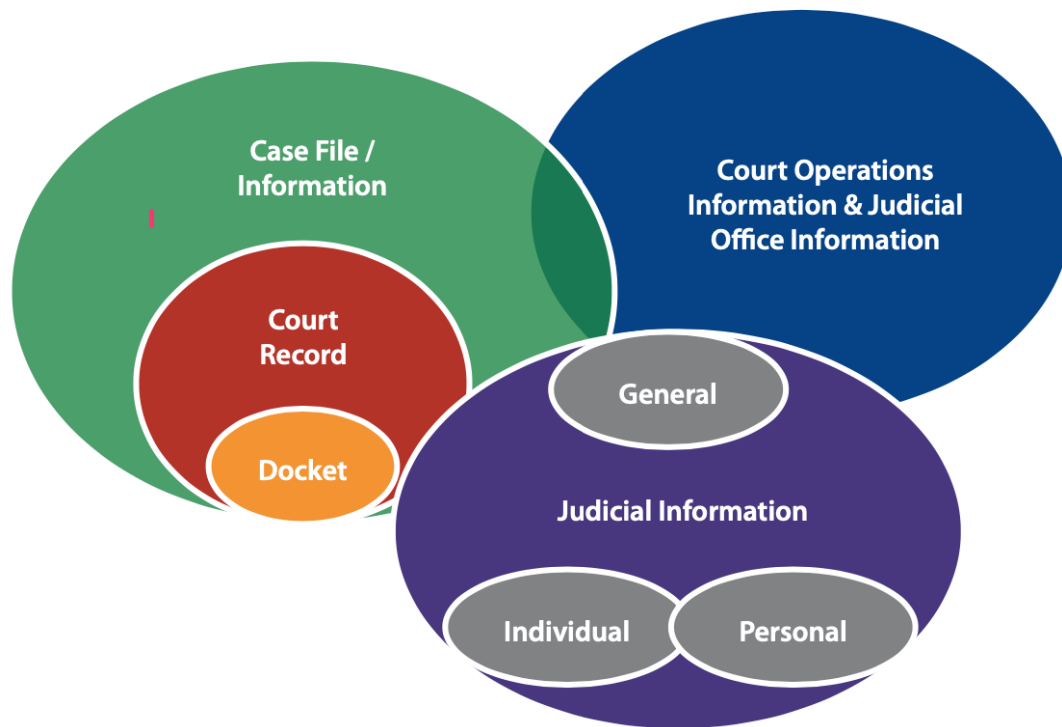 Case File /
Information
Court Operations
Information & Judicial
Office Information
Court
Record
General
Docket
Judicial Information
Individual
Personal